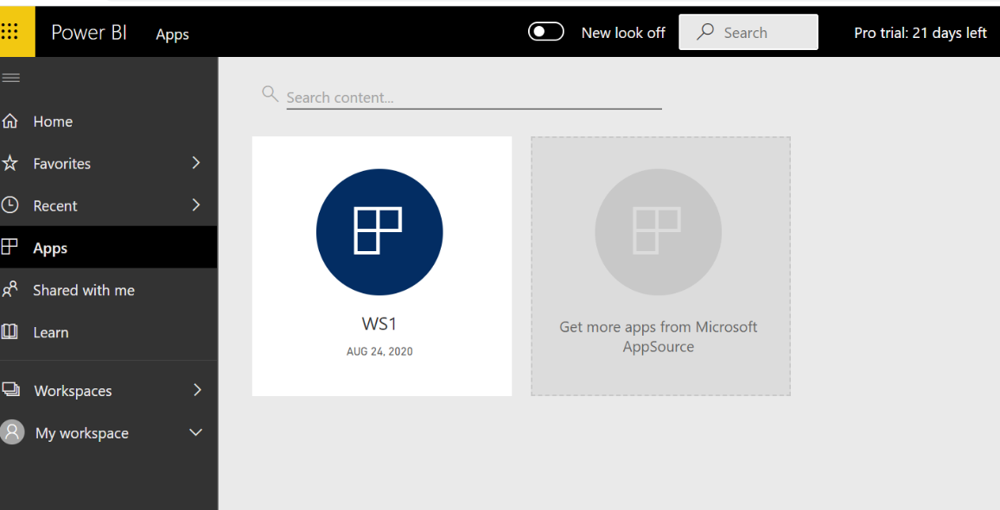 Power BI Apps New look off Search Pro trial: 21 days left
Search content...
Home
Favorites
Recent
Apps
Shared with me
Learn
Workspaces
My workspace
WS1
AUG 24, 2020
Get more apps from Microsoft
AppSource